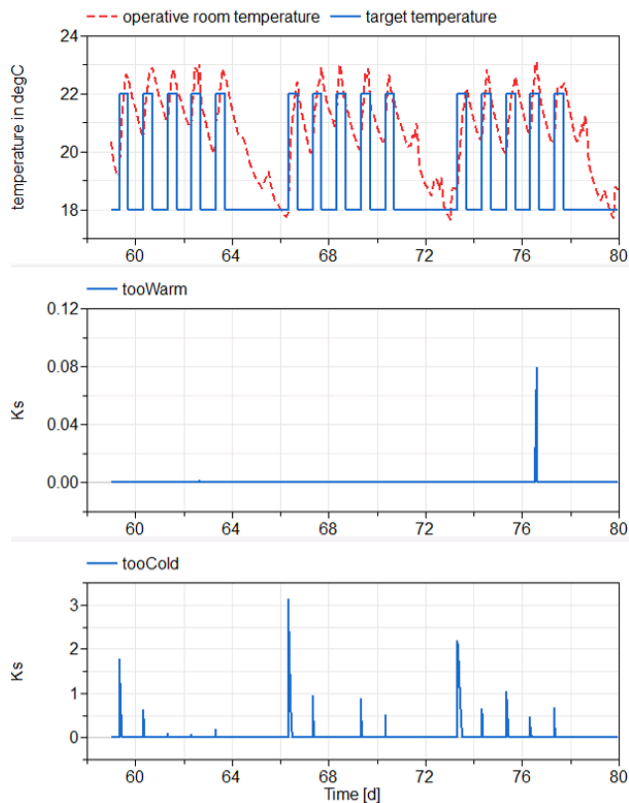 operative room temperature target temperature
24
22
20
18
temperature in degC
60 64 68 72 76 80
tooWarm
0.12
0.08
0.04
0.00
Ks
60 64 68 72 76 80
tooCold
3
2
1
0
Ks
60 64 68 72 76 80
Time [d]